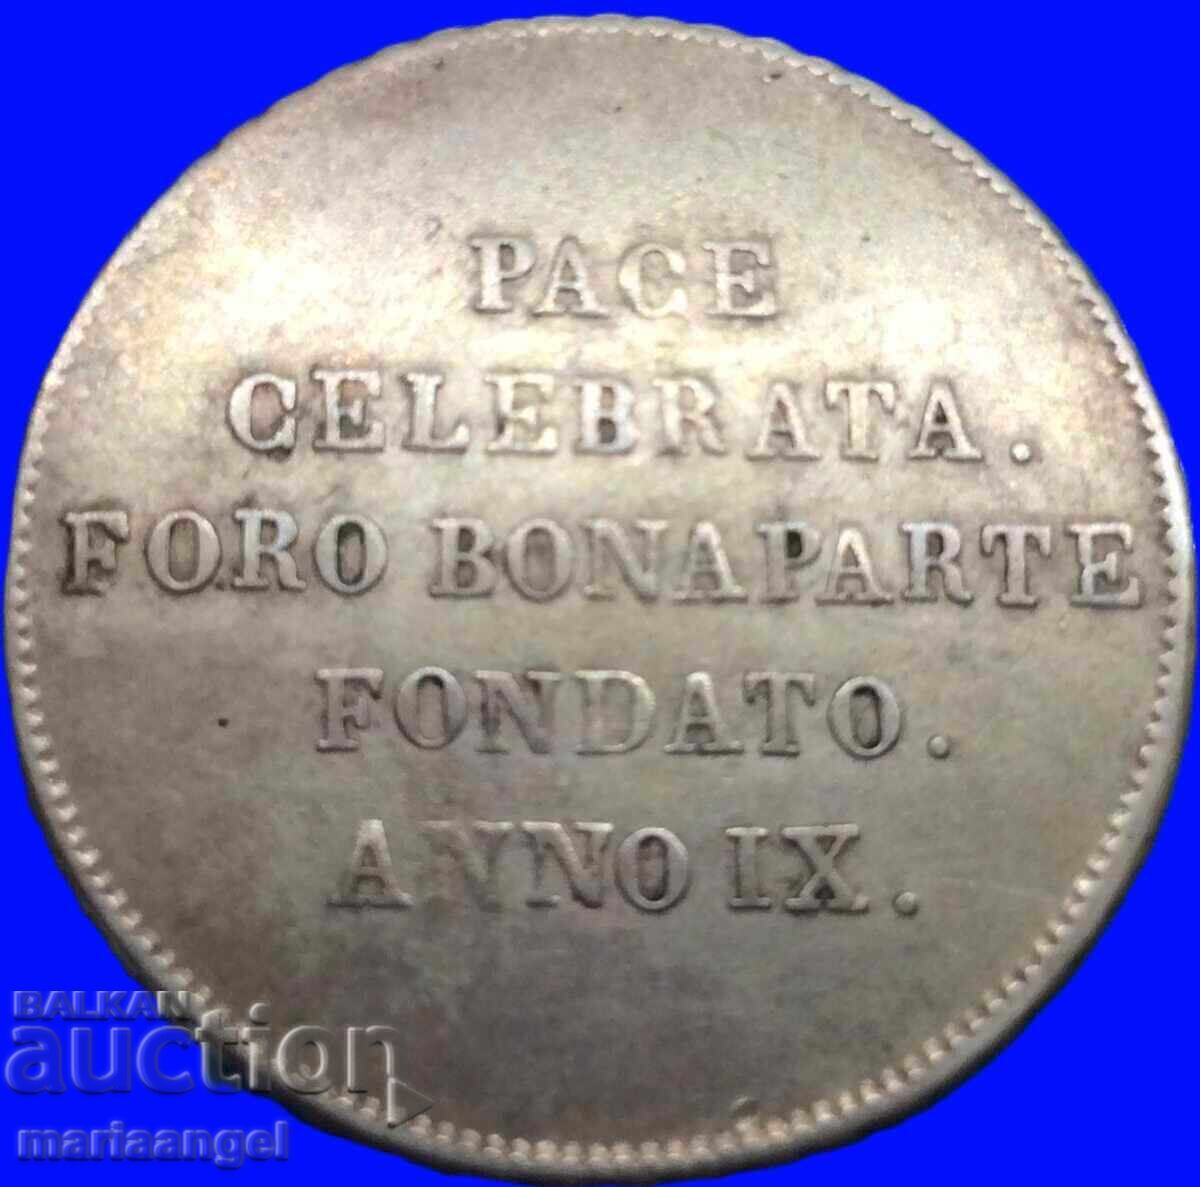 PACE
CELEBRATA.
FORO BONAPARTE
FONDATO.
ANNO IX.
BALKAN
auction
mariaangel